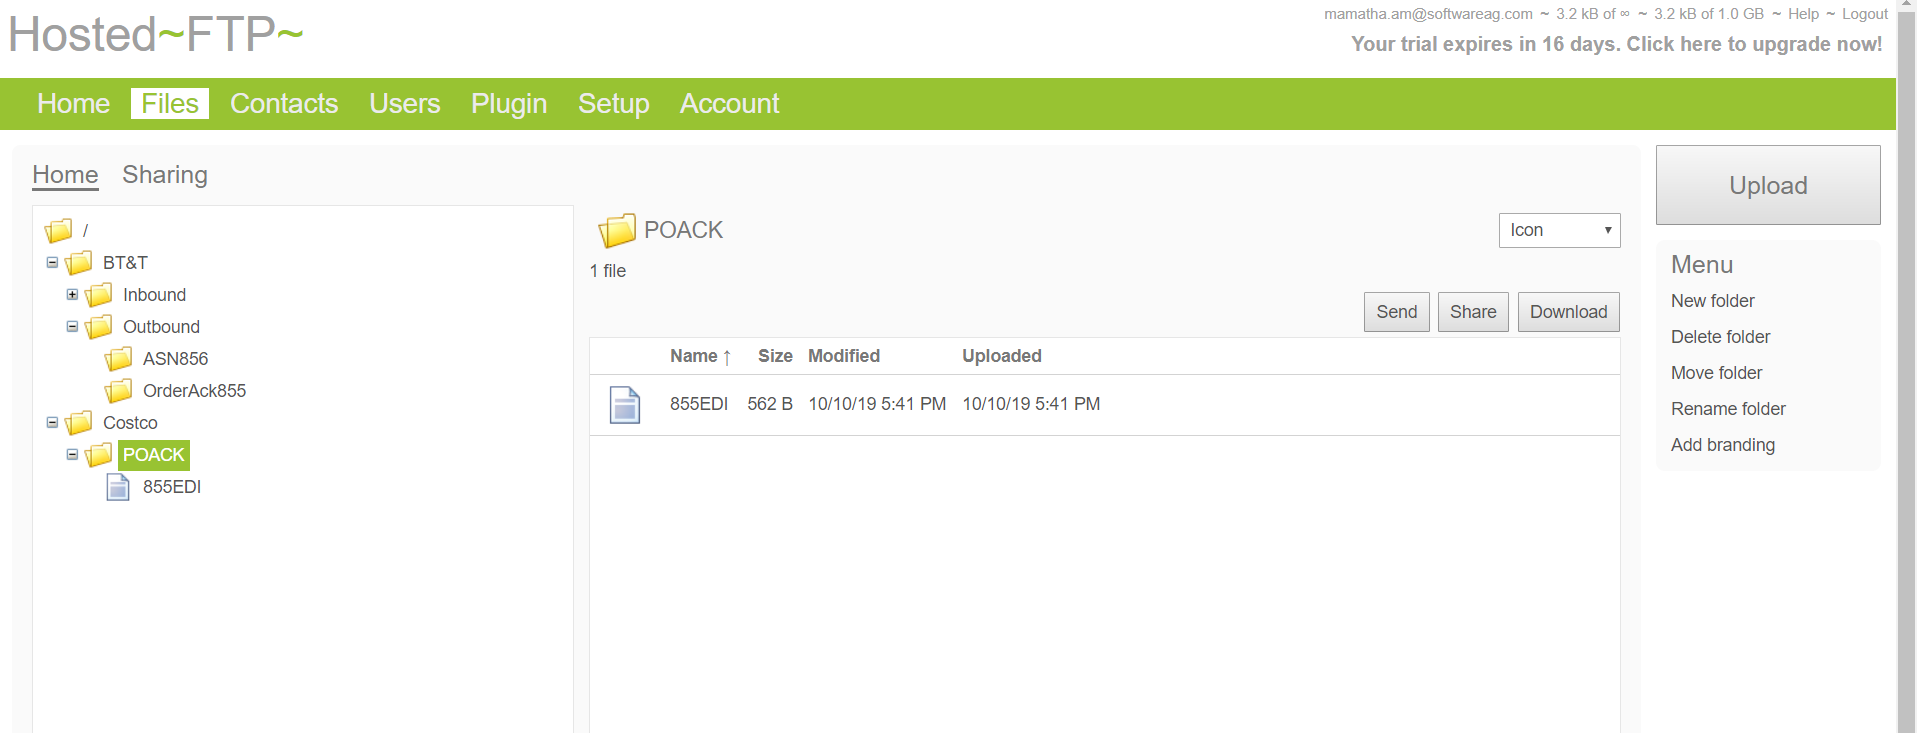 Hosted~FTP~
mamatha.am@softwareag.com ~ 3.2 kB of ∞ ~ 3.2 kB of 1.0 GB ~ Help ~ Logout
Your trial expires in 16 days. Click here to upgrade now!
Home Files Contacts Users Plugin Setup Account
Home Sharing
/
BT&T
Inbound
Outbound
ASN856
OrderAck855
Costco
POACK
855EDI
POACK
Icon
1 file
Send Share Download
Name ↑ Size Modified Uploaded
855EDI 562 B 10/10/19 5:41 PM 10/10/19 5:41 PM
Upload
Menu
New folder
Delete folder
Move folder
Rename folder
Add branding